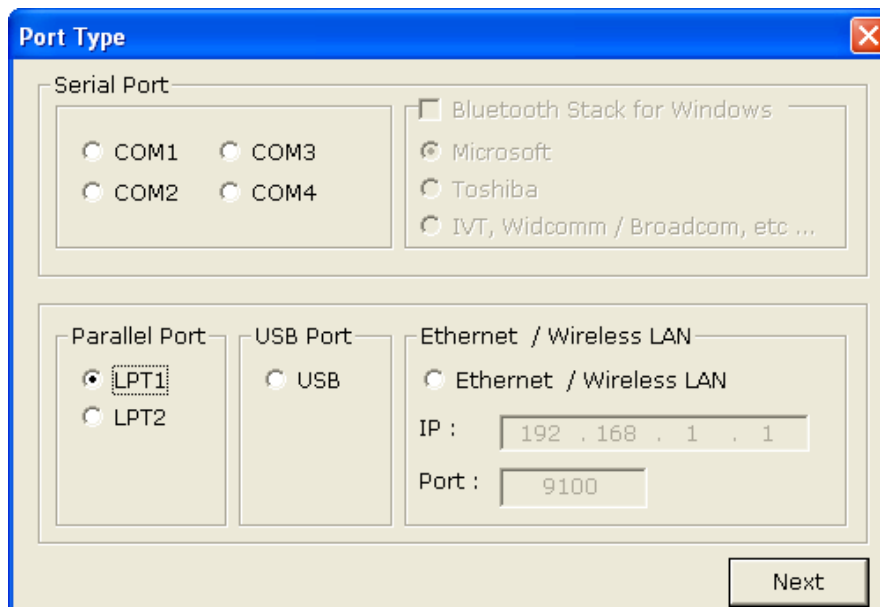 Port Type
Serial Port
COM1 COM3
COM2 COM4
Bluetooth Stack for Windows
Microsoft
Toshiba
IVT, Widcomm / Broadcom, etc ...
Parallel Port
LPT1
LPT2
USB Port
USB
Ethernet / Wireless LAN
Ethernet / Wireless LAN
IP : 192 . 168 . 1 . 1
Port : 9100
Next